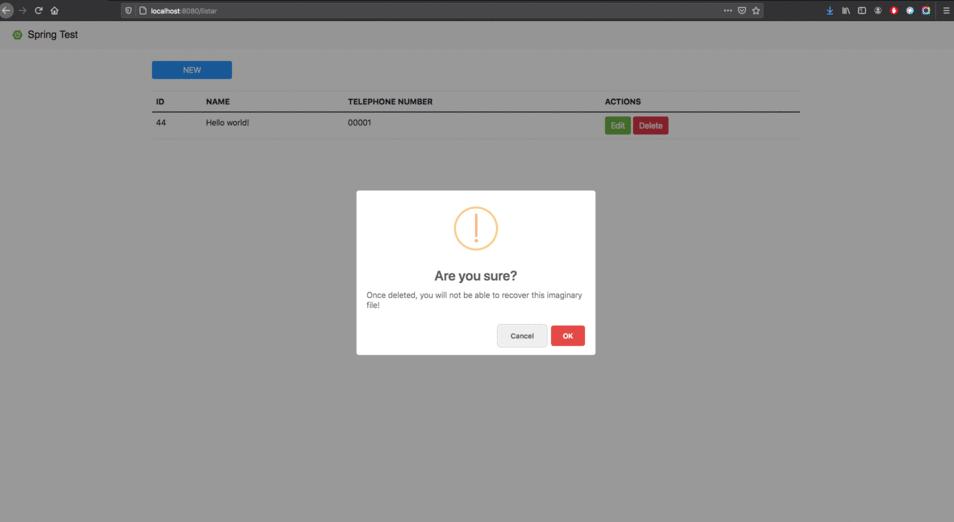 localhost:8080/listar
Spring Test
NEW
ID NAME TELEPHONE NUMBER ACTIONS
44 Hello world! 00001 Edit Delete
Are you sure?
Once deleted, you will not be able to recover this imaginary
file!
Cancel OK